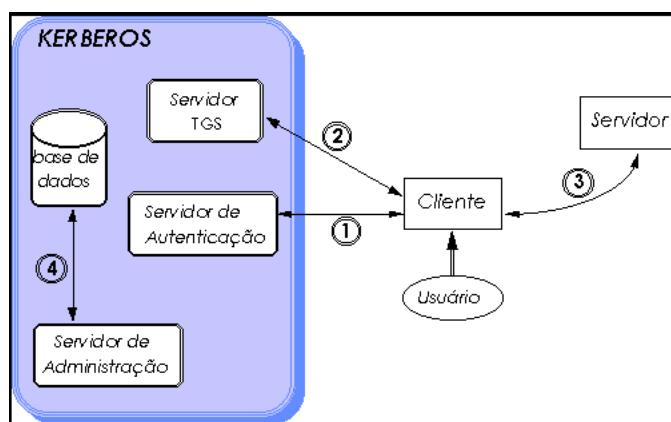 KERBEROS
Servidor
TGS
2
Servidor
base de
dados
3
Cliente
Servidor de
Autenticação
1
4
Usuário
Servidor de
Administração